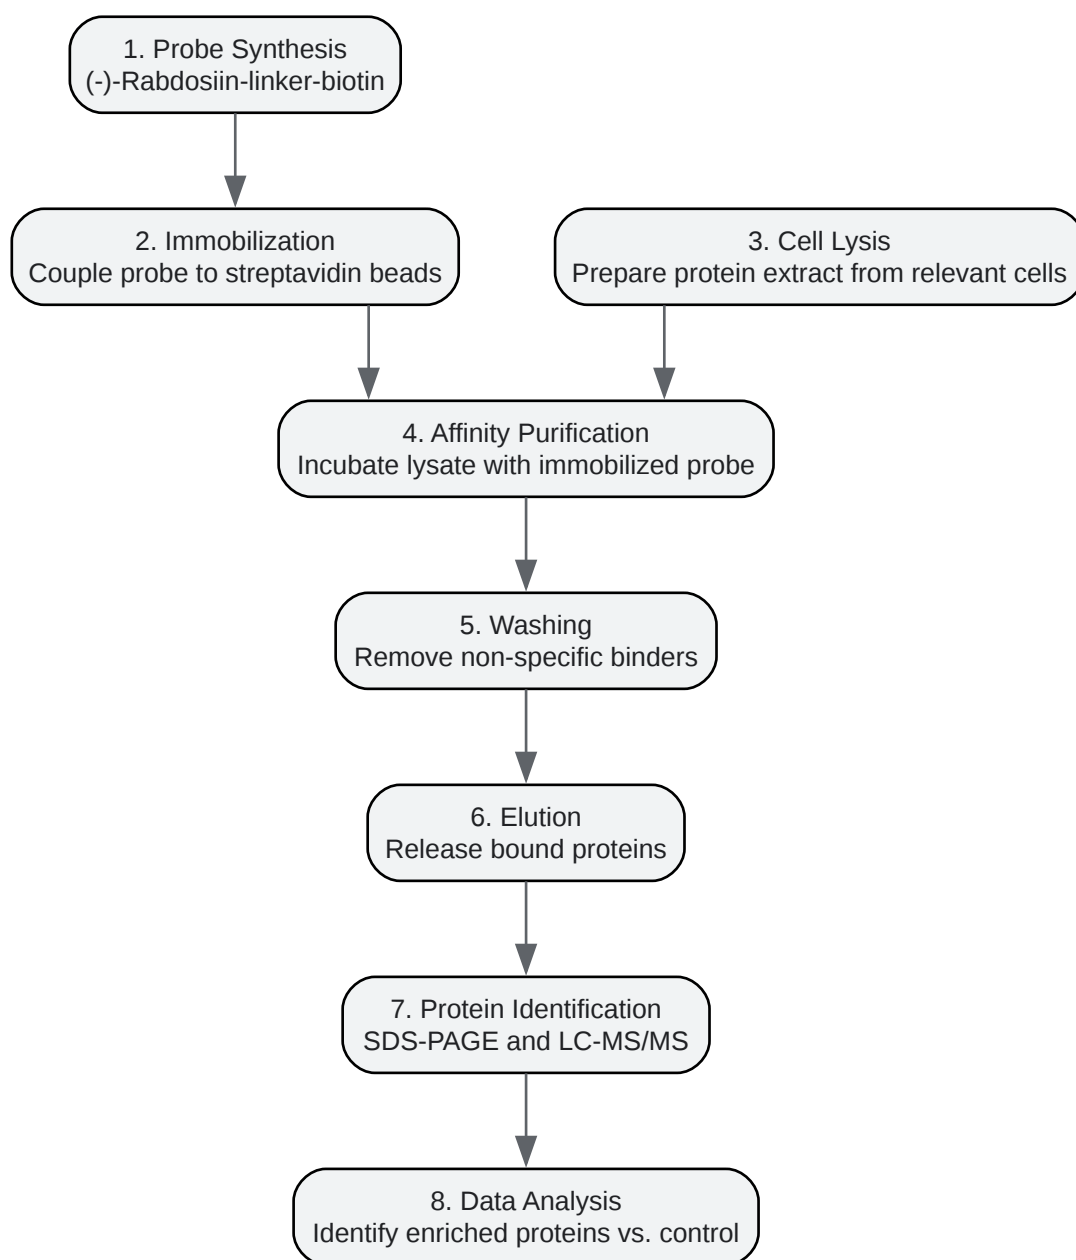 1. Probe Synthesis
(-)-Rabdosiin-linker-biotin
2. Immobilization
Couple probe to streptavidin beads
3. Cell Lysis
Prepare protein extract from relevant cells
4. Affinity Purification
Incubate lysate with immobilized probe
5. Washing
Remove non-specific binders
6. Elution
Release bound proteins
7. Protein Identification
SDS-PAGE and LC-MS/MS
8. Data Analysis
Identify enriched proteins vs. control